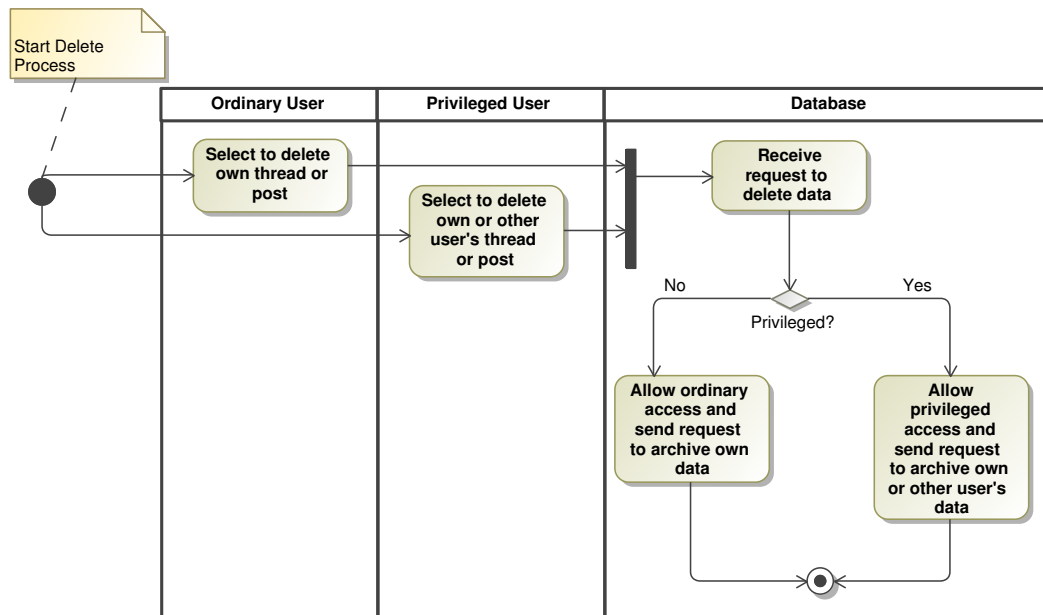 Start Delete
Process
Ordinary User
Privileged User
Database
Select to delete
own thread or
post
Select to delete
own or other
user's thread
or post
Receive
request to
delete data
No
Yes
Privileged?
Allow ordinary
access and
send request
to archive own
data
Allow
privileged
access and
send request
to archive own
or other user's
data